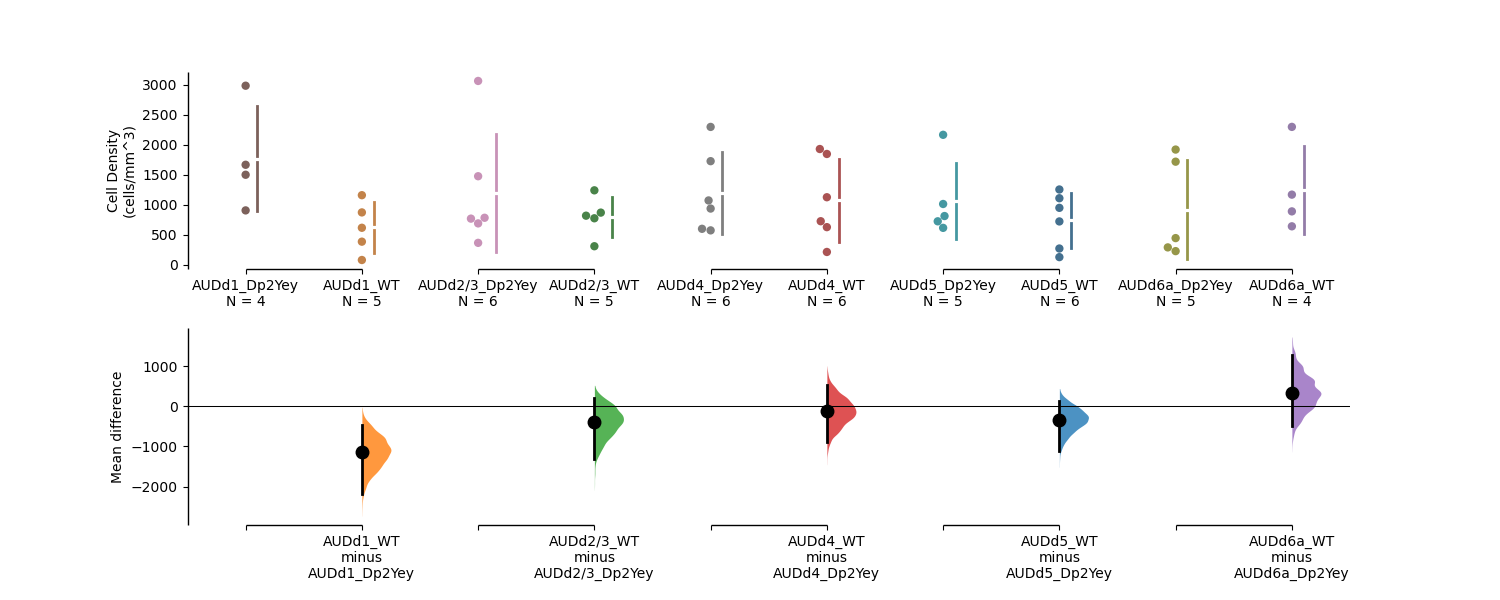 3000
2500
2000
1500
1000
500
0
Cell Density
(cells/mm^3)
AUDd1_Dp2Yey
N = 4
AUDd1_WT
N = 5
AUDd2/3_Dp2Yey
N = 6
AUDd2/3_WT
N = 5
AUDd4_Dp2Yey
N = 6
AUDd4_WT
N = 6
AUDd5_Dp2Yey
N = 5
AUDd5_WT
N = 6
AUDd6a_Dp2Yey
N = 5
AUDd6a_WT
N = 4
1000
0
−1000
−2000
Mean difference
AUDd1_WT
minus
AUDd1_Dp2Yey
AUDd2/3_WT
minus
AUDd2/3_Dp2Yey
AUDd4_WT
minus
AUDd4_Dp2Yey
AUDd5_WT
minus
AUDd5_Dp2Yey
AUDd6a_WT
minus
AUDd6a_Dp2Yey